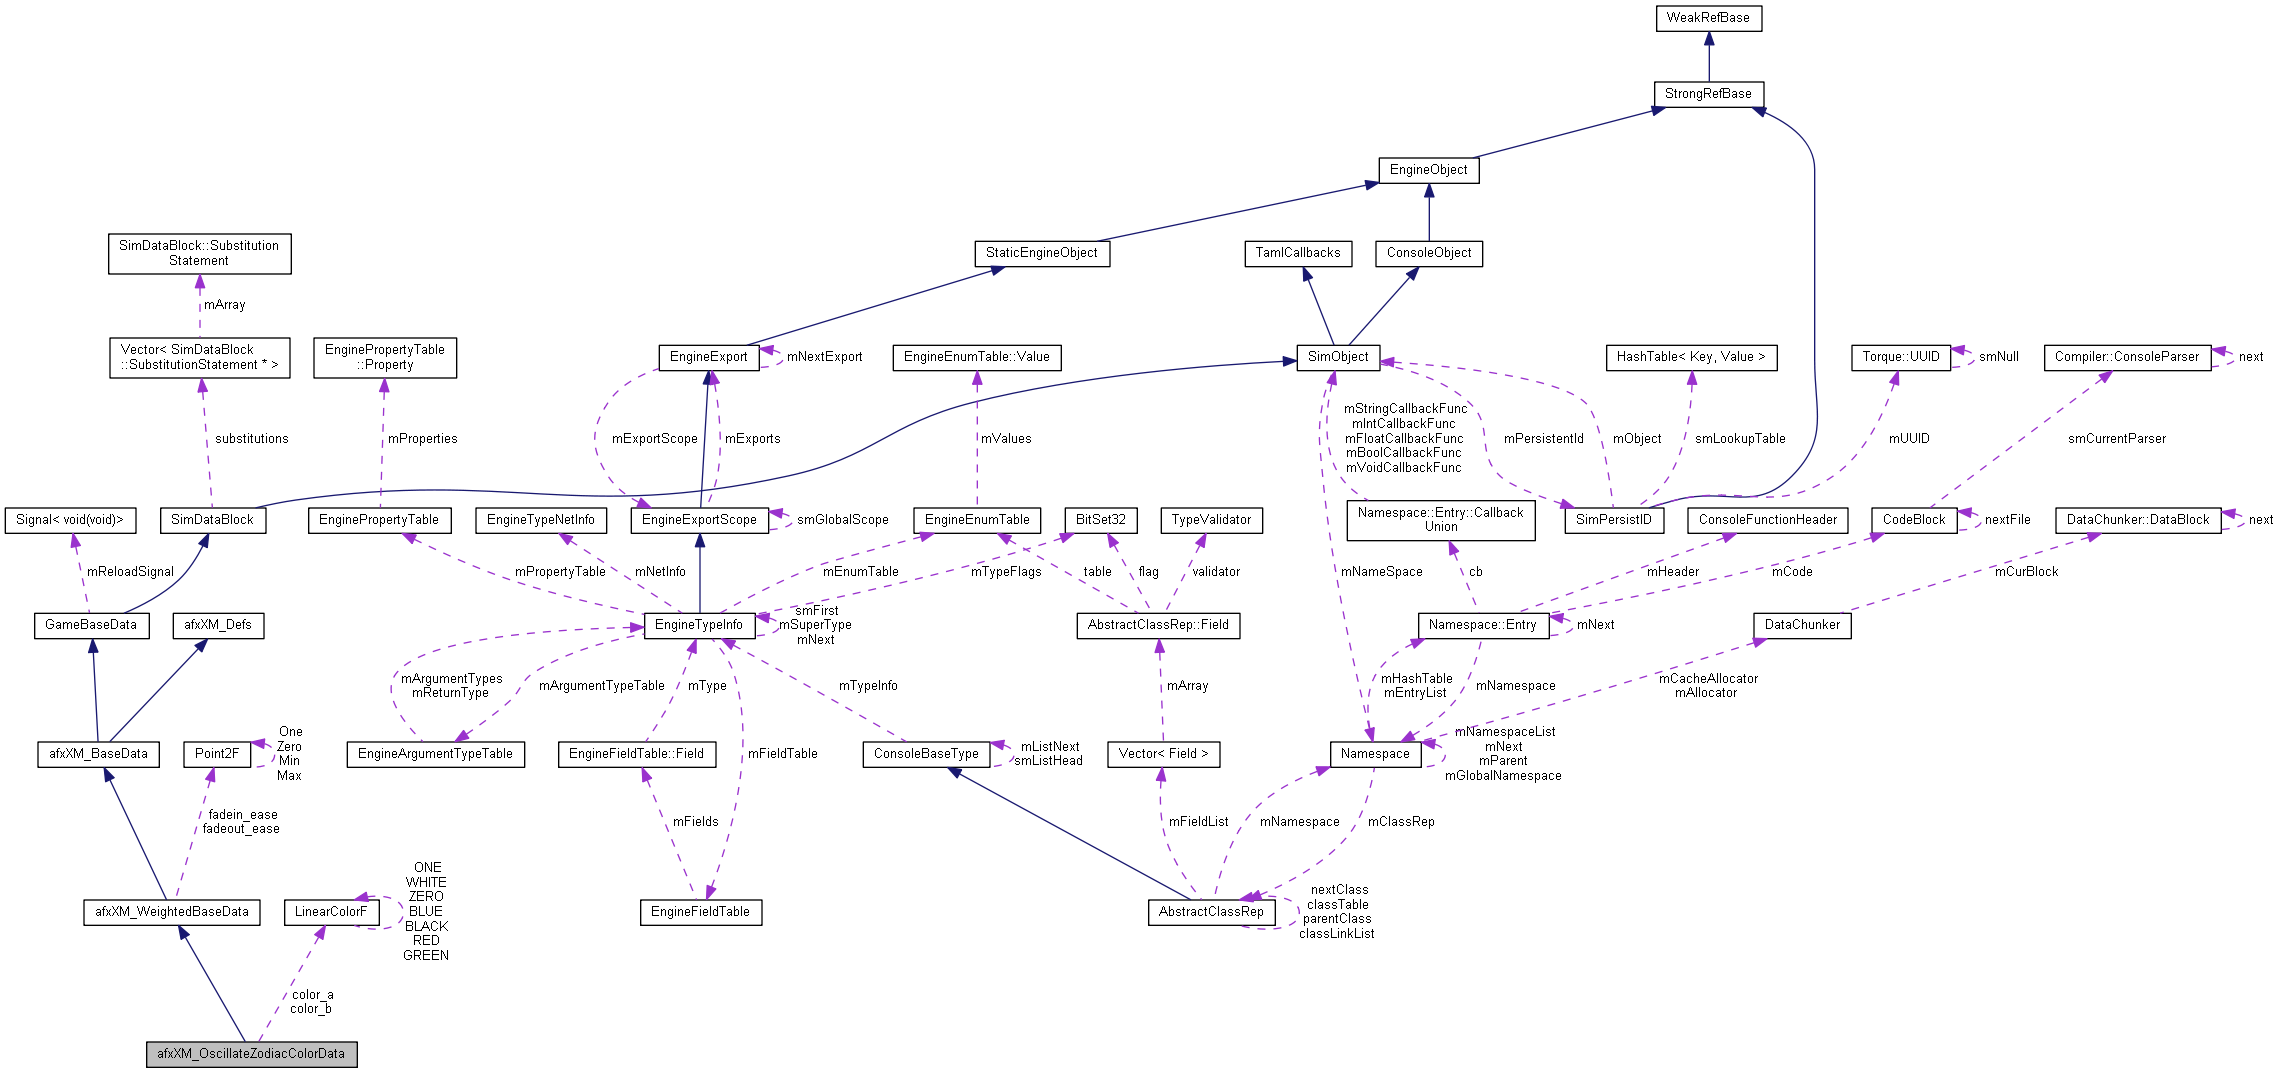 WeakRefBase
StrongRefBase
EngineObject
StaticEngineObject
TamlCallbacks
ConsoleObject
SimDataBlock::Substitution
Statement
mArray
Vector< SimDataBlock
::SubstitutionStatement * >
EnginePropertyTable
::Property
EngineExport
mNextExport
EngineEnumTable::Value
SimObject
HashTable< Key, Value >
Torque::UUID
smNull
Compiler::ConsoleParser
next
substitutions
mProperties
mExportScope
mExports
mValues
mStringCallbackFunc
mIntCallbackFunc
mFloatCallbackFunc
mBoolCallbackFunc
mVoidCallbackFunc
mPersistentId
mObject
smLookupTable
mUUID
smCurrentParser
Signal< void(void)>
SimDataBlock
EnginePropertyTable
EngineTypeNetInfo
EngineExportScope
smGlobalScope
EngineEnumTable
BitSet32
TypeValidator
Namespace::Entry::Callback
Union
SimPersistID
ConsoleFunctionHeader
CodeBlock
nextFile
DataChunker::DataBlock
next
mReloadSignal
mPropertyTable
mNetInfo
mEnumTable
mTypeFlags
table
flag
validator
mNameSpace
cb
mHeader
mCode
mCurBlock
GameBaseData
afxXM_Defs
EngineTypeInfo
smFirst
mSuperType
mNext
AbstractClassRep::Field
Namespace::Entry
mNext
DataChunker
mArgumentTypes
mReturnType
mArgumentTypeTable
mType
mTypeInfo
mArray
mHashTable
mEntryList
mNamespace
mCacheAllocator
mAllocator
afxXM_BaseData
Point2F
One
Zero
Min
Max
EngineArgumentTypeTable
EngineFieldTable::Field
mFieldTable
ConsoleBaseType
mListNext
smListHead
Vector< Field >
Namespace
mNamespaceList
mNext
mParent
mGlobalNamespace
fadein_ease
fadeout_ease
mFields
mFieldList
mNamespace
mClassRep
afxXM_WeightedBaseData
LinearColorF
ONE
WHITE
ZERO
BLUE
BLACK
RED
GREEN
EngineFieldTable
AbstractClassRep
nextClass
classTable
parentClass
classLinkList
color_a
color_b
afxXM_OscillateZodiacColorData